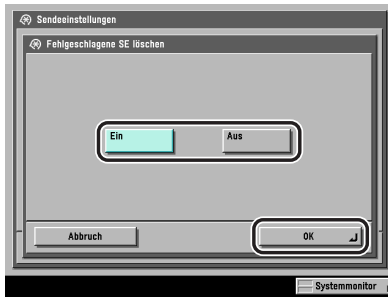 Sendeeinstellungen
Fehlgeschlagene SE löschen
Ein Aus
Abbruch OK
Systemmonitor